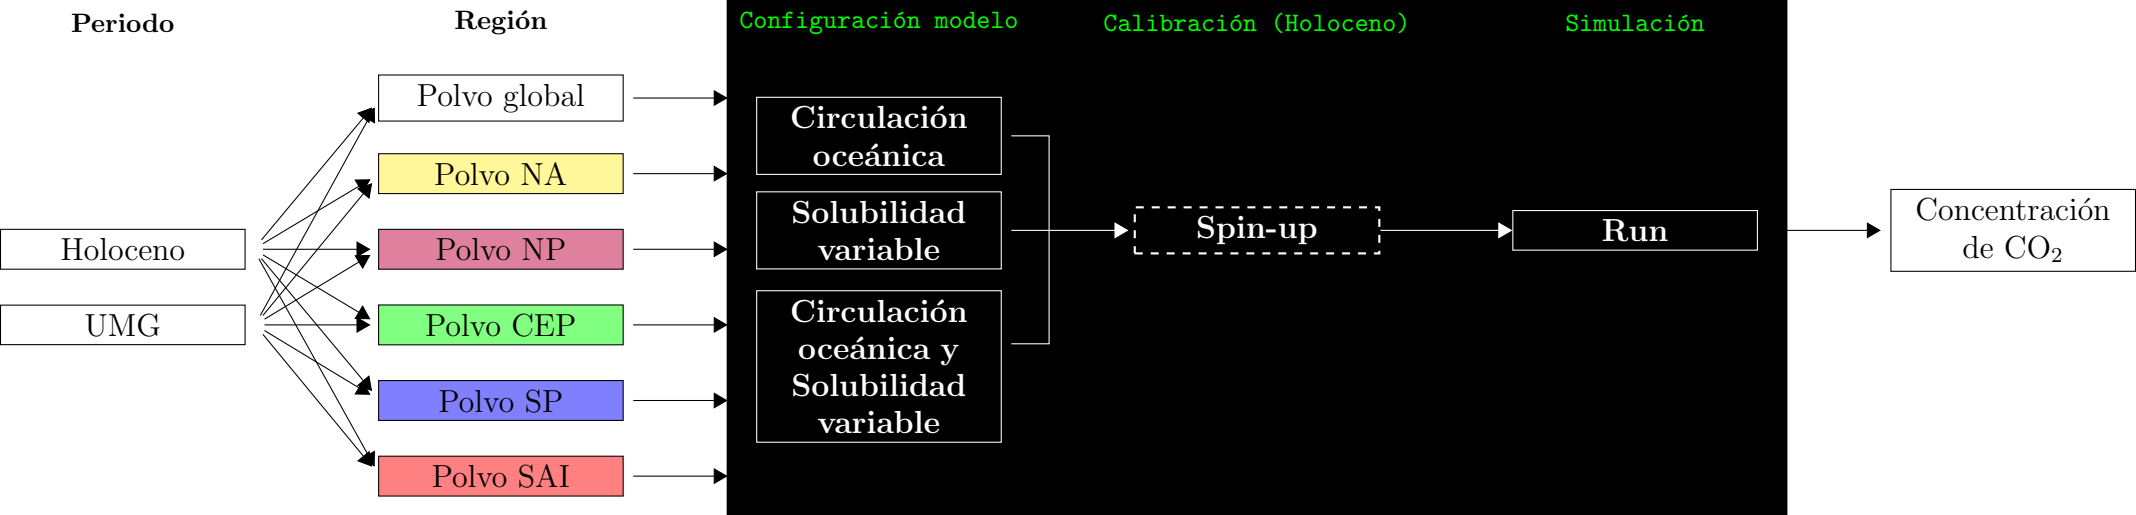 Periodo
Región
Configuración modelo
Calibración (Holoceno)
Simulación
Holoceno
UMG
Polvo global
Polvo NA
Polvo NP
Polvo CEP
Polvo SP
Polvo SAI
Circulación
oceánica
Solubilidad
variable
Circulación
oceánica y
Solubilidad
variable
Spin-up
Run
Concentración
de CO₂